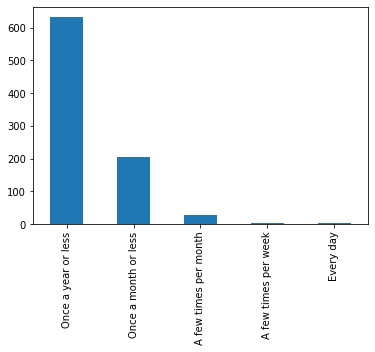 600
500
400
300
200
100
0
Once a year or less
Once a month or less
A few times per month
A few times per week
Every day